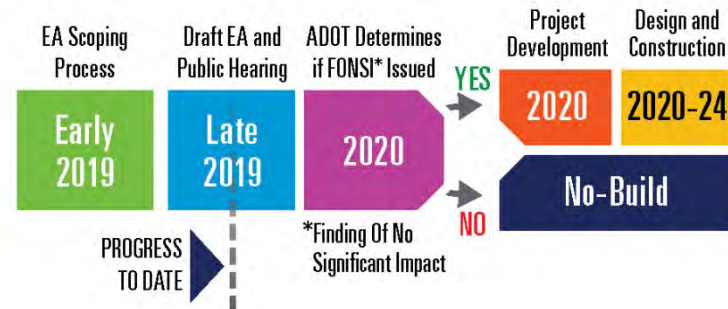 EA Scoping
Process
Early
2019
Draft EA and
Public Hearing
Late
2019
PROGRESS
TO DATE
ADOT Determines
if FONSI* Issued
2020
*Finding Of No
Significant Impact
YES
Project
Development
2020
Design and
Construction
2020-24
NO
No-Build